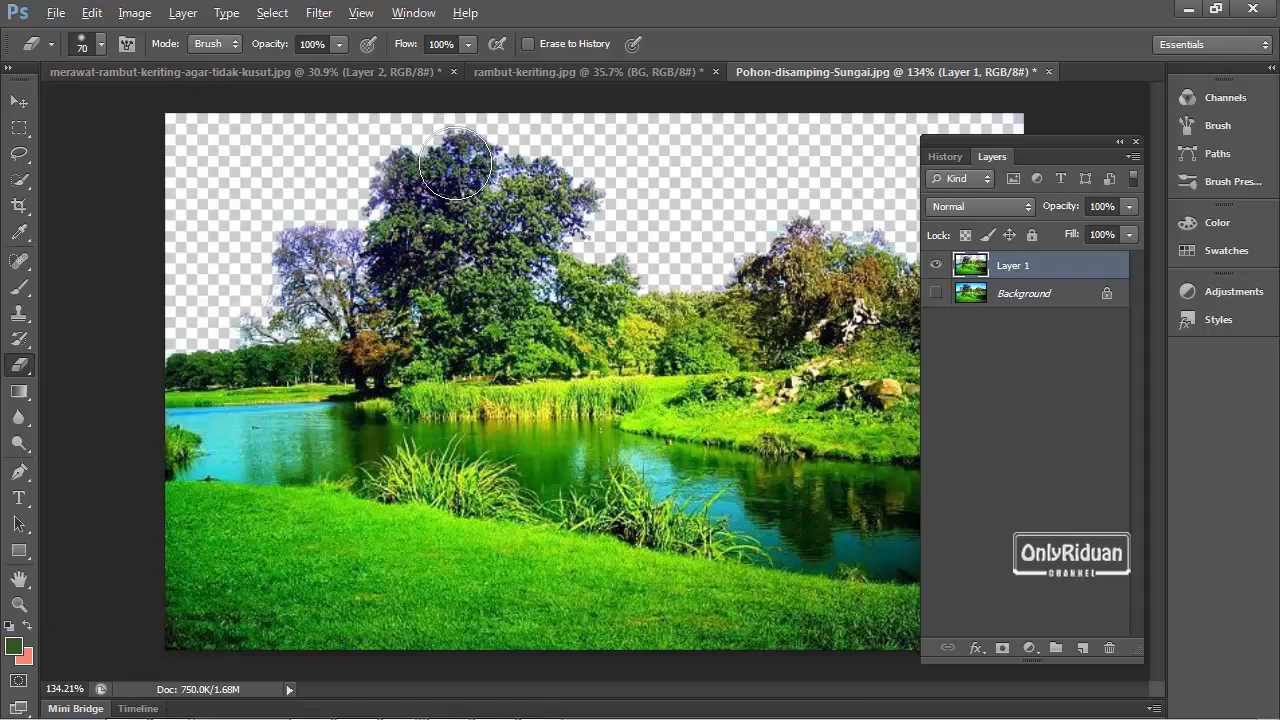 Ps File Edit Image Layer Type Select Filter View Window Help
70 Mode: Brush Opacity: 100% Flow: 100% Erase to History Essentials
merawat-rambut-keriting-agar-tidak-kusut.jpg @ 30.9% (Layer 2, RGB/8#) * rambut-keriting.jpg @ 35.7% (BG, RGB/8#) * Pohon-disamping-Sungai.jpg @ 134% (Layer 1, RGB/8#) *
Channels
Brush
Paths
Brush Pres...
Color
Swatches
Adjustments
Styles
History Layers
Kind
Normal Opacity: 100%
Lock: Fill: 100%
Layer 1
Background
OnlyRiduan
CHANNEL
fx
134.21% Doc: 750.0K/1.68M
Mini Bridge Timeline